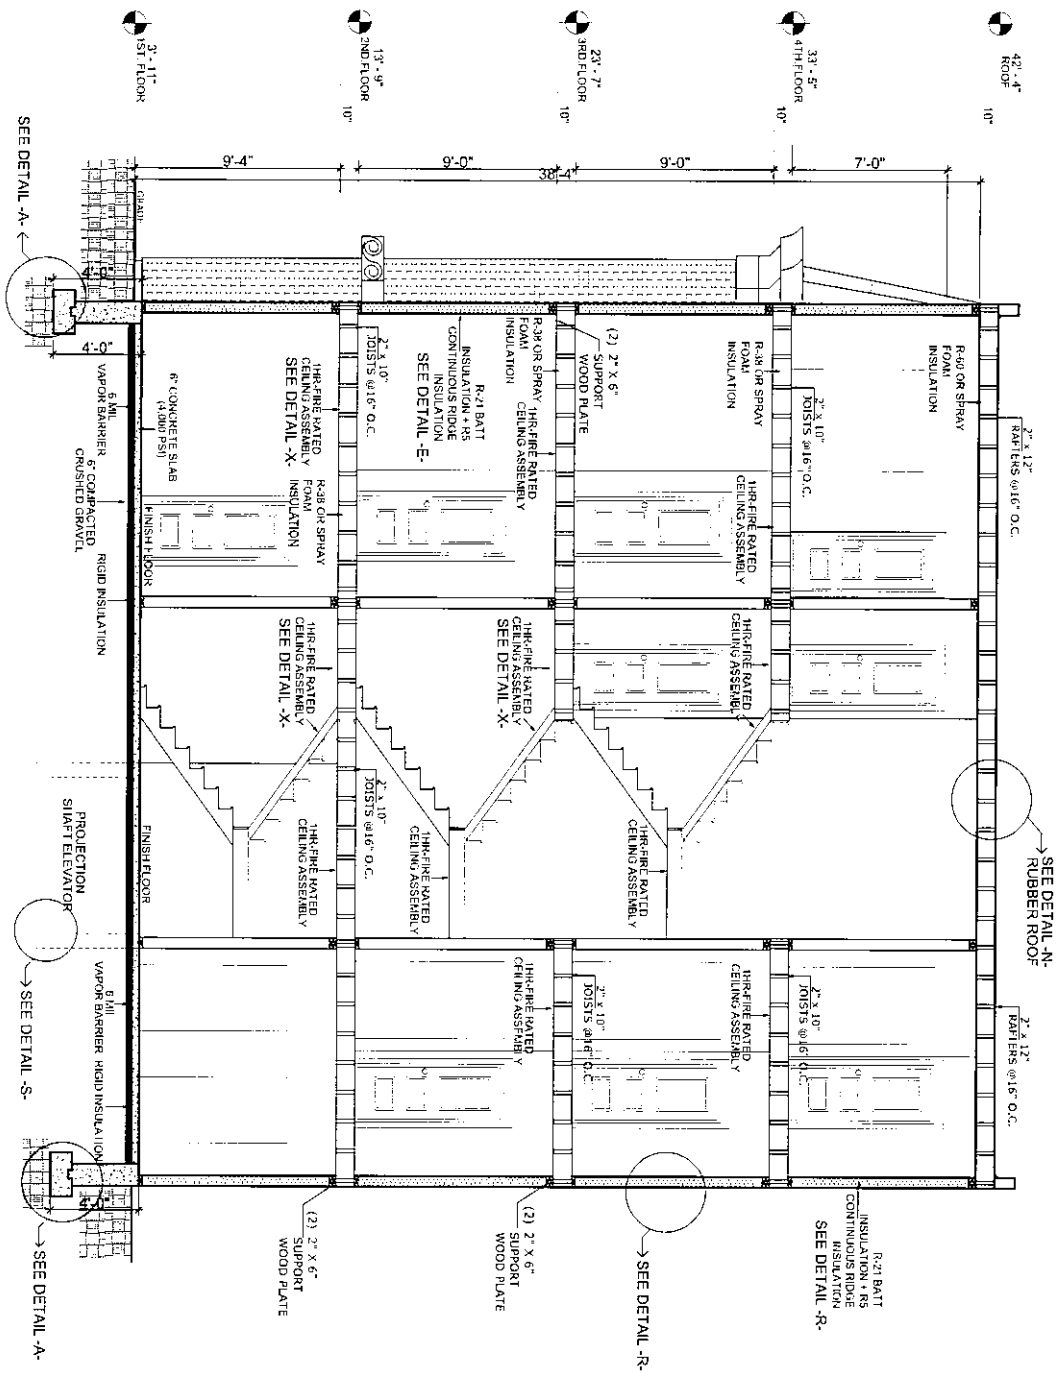 42' - 4"
ROOF
10"
2" x 12"
RAFTERS @16" O.C.
SEE DETAIL -N-
RUBBER ROOF
2" x 12"
RAFTERS @16" O.C.
R-60 OR SPRAY
FOAM
INSULATION
7'-0"
R-21 BATT
INSULATION + R5
CONTINUOUS RIDGE
INSULATION
SEE DETAIL -R-
33' - 5"
4TH.FLOOR
10"
2" x 10"
JOISTS @16" O.C.
2" x 10"
JOISTS @16" O.C.
R-38 OR SPRAY
FOAM
INSULATION
1HR-FIRE RATED
CEILING ASSEMBLY
1HR-FIRE RATED
CEILING ASSEMBLY
1HR-FIRE RATED
CEILING ASSEMBLY
9'-0"
38'-4"
SEE DETAIL -R-
1HR-FIRE RATED
CEILING ASSEMBLY
23' - 7"
3RD.FLOOR
10"
(2) 2" X 6"
SUPPORT
WOOD PLATE
2" x 10"
JOISTS @16" O.C.
R-38 OR SPRAY
FOAM
INSULATION
1HR-FIRE RATED
CEILING ASSEMBLY
1HR-FIRE RATED
CEILING ASSEMBLY
SEE DETAIL -X-
1HR-FIRE RATED
CEILING ASSEMBLY
(2) 2" X 6"
SUPPORT
WOOD PLATE
9'-0"
R-21 BATT
INSULATION + R5
CONTINUOUS RIDGE
INSULATION
SEE DETAIL -E-
1HR-FIRE RATED
CEILING ASSEMBLY
13' - 9"
2ND.FLOOR
10"
2" x 10"
JOISTS @16" O.C.
2" x 10"
JOISTS @16" O.C.
1HR-FIRE RATED
CEILING ASSEMBLY
SEE DETAIL -X-
R-38 OR SPRAY
FOAM
INSULATION
1HR-FIRE RATED
CEILING ASSEMBLY
SEE DETAIL -X-
1HR-FIRE RATED
CEILING ASSEMBLY
(2) 2" X 6"
SUPPORT
WOOD PLATE
9'-4"
6" CONCRETE SLAB
(4,000 PSI)
FINISH FLOOR
FINISH FLOOR
3' - 11"
1ST. FLOOR
GRADE
4'-0"
4'-0"
4'-0"
6 MIL
VAPOR BARRIER
6" COMPACTED
CRUSHED GRAVEL
RIGID INSULATION
PROJECTION
SHAFT ELEVATOR
6 MIL
VAPOR BARRIER
RIGID INSULATION
SEE DETAIL -A-
SEE DETAIL -S-
SEE DETAIL -A-